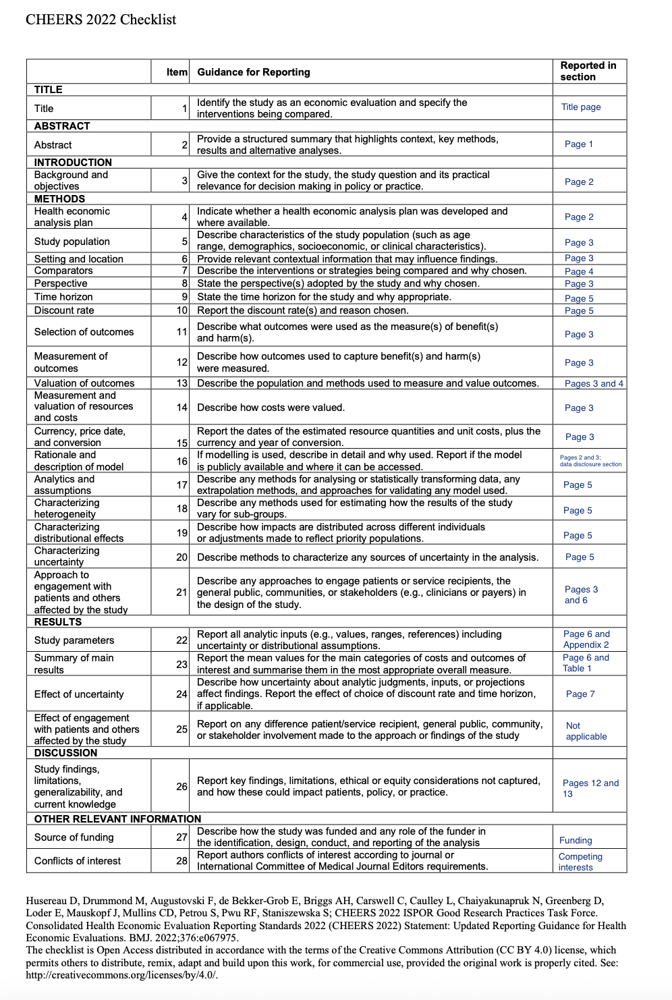 CHEERS 2022 Checklist
Item Guidance for Reporting Reported in
section
TITLE
Title 1 Identify the study as an economic evaluation and specify the
interventions being compared. Title page
ABSTRACT
Abstract 2 Provide a structured summary that highlights context, key methods,
results and alternative analyses. Page 1
INTRODUCTION
Background and
objectives 3 Give the context for the study, the study question and its practical
relevance for decision making in policy or practice. Page 2
METHODS
Health economic
analysis plan 4 Indicate whether a health economic analysis plan was developed and
where available. Page 2
Study population 5 Describe characteristics of the study population (such as age
range, demographics, socioeconomic, or clinical characteristics). Page 3
Setting and location 6 Provide relevant contextual information that may influence findings. Page 3
Comparators 7 Describe the interventions or strategies being compared and why chosen. Page 4
Perspective 8 State the perspective(s) adopted by the study and why chosen. Page 3
Time horizon 9 State the time horizon for the study and why appropriate. Page 5
Discount rate 10 Report the discount rate(s) and reason chosen. Page 5
Selection of outcomes 11 Describe what outcomes were used as the measure(s) of benefit(s)
and harm(s). Page 3
Measurement of
outcomes 12 Describe how outcomes used to capture benefit(s) and harm(s)
were measured. Page 3
Valuation of outcomes 13 Describe the population and methods used to measure and value outcomes. Pages 3 and 4
Measurement and
valuation of resources
and costs 14 Describe how costs were valued. Page 3
Currency, price date,
and conversion 15 Report the dates of the estimated resource quantities and unit costs, plus the
currency and year of conversion. Page 3
Rationale and
description of model 16 If modelling is used, describe in detail and why used. Report if the model
is publicly available and where it can be accessed. Pages 2 and 3;
data disclosure section
Analytics and
assumptions 17 Describe any methods for analysing or statistically transforming data, any
extrapolation methods, and approaches for validating any model used. Page 5
Characterizing
heterogeneity 18 Describe any methods used for estimating how the results of the study
vary for sub-groups. Page 5
Characterizing
distributional effects 19 Describe how impacts are distributed across different individuals
or adjustments made to reflect priority populations. Page 5
Characterizing
uncertainty 20 Describe methods to characterize any sources of uncertainty in the analysis. Page 5
Approach to
engagement with
patients and others
affected by the study 21 Describe any approaches to engage patients or service recipients, the
general public, communities, or stakeholders (e.g., clinicians or payers) in
the design of the study. Pages 3
and 6
RESULTS
Study parameters 22 Report all analytic inputs (e.g., values, ranges, references) including
uncertainty or distributional assumptions. Page 6 and
Appendix 2
Summary of main
results 23 Report the mean values for the main categories of costs and outcomes of
interest and summarise them in the most appropriate overall measure. Page 6 and
Table 1
Effect of uncertainty 24 Describe how uncertainty about analytic judgments, inputs, or projections
affect findings. Report the effect of choice of discount rate and time horizon,
if applicable. Page 7
Effect of engagement
with patients and others
affected by the study 25 Report on any difference patient/service recipient, general public, community,
or stakeholder involvement made to the approach or findings of the study Not
applicable
DISCUSSION
Study findings,
limitations,
generalizability, and
current knowledge 26 Report key findings, limitations, ethical or equity considerations not captured,
and how these could impact patients, policy, or practice. Pages 12 and
13
OTHER RELEVANT INFORMATION
Source of funding 27 Describe how the study was funded and any role of the funder in
the identification, design, conduct, and reporting of the analysis Funding
Conflicts of interest 28 Report authors conflicts of interest according to journal or
International Committee of Medical Journal Editors requirements. Competing
interests
Husereau D, Drummond M, Augustovski F, de Bekker-Grob E, Briggs AH, Carswell C, Caulley L, Chaiyakunapruk N, Greenberg D,
Loder E, Mauskopf J, Mullins CD, Petrou S, Pwu RF, Staniszewska S; CHEERS 2022 ISPOR Good Research Practices Task Force.
Consolidated Health Economic Evaluation Reporting Standards 2022 (CHEERS 2022) Statement: Updated Reporting Guidance for Health
Economic Evaluations. BMJ. 2022;376:e067975.
The checklist is Open Access distributed in accordance with the terms of the Creative Commons Attribution (CC BY 4.0) license, which
permits others to distribute, remix, adapt and build upon this work, for commercial use, provided the original work is properly cited. See:
http://creativecommons.org/licenses/by/4.0/.